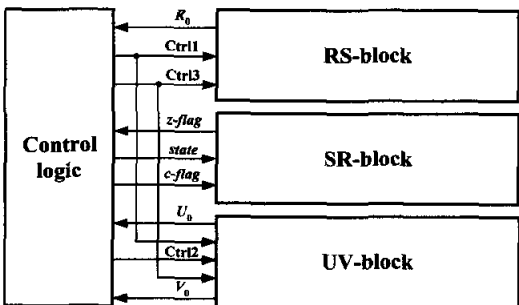 R₀
Ctrl1
Ctrl3
RS-block
z-flag
state
c-flag
SR-block
Control
logic
U₀
Ctrl2
V₀
UV-block